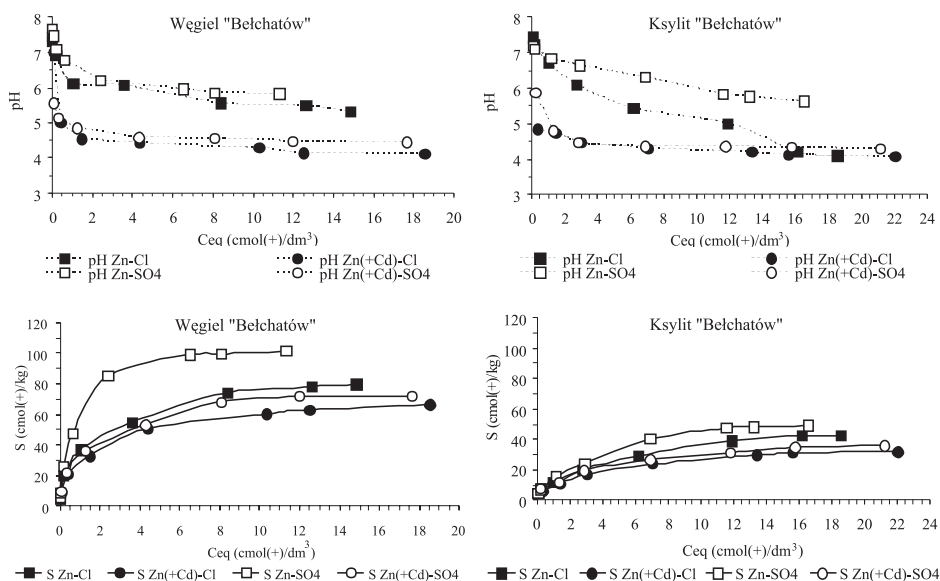 Węgiel "Bełchatów"
8
7
6
5
4
3
pH
0 2 4 6 8 10 12 14 16 18 20
Ceq (cmol(+)/dm³)
pH Zn-Cl pH Zn(+Cd)-Cl
pH Zn-SO4 pH Zn(+Cd)-SO4
Ksylit "Bełchatów"
8
7
6
5
4
3
pH
0 2 4 6 8 10 12 14 16 18 20 22 24
Ceq (cmol(+)/dm³)
pH Zn-Cl pH Zn(+Cd)-Cl
pH Zn-SO4 pH Zn(+Cd)-SO4
Węgiel "Bełchatów"
120
100
80
60
40
20
0
S (cmol(+)/kg)
0 2 4 6 8 10 12 14 16 18 20
Ceq (cmol(+)/dm³
S Zn-Cl S Zn(+Cd)-Cl S Zn-SO4 S Zn(+Cd)-SO4
Ksylit "Bełchatów"
120
100
80
60
40
20
0
S (cmol(+)/kg)
0 2 4 6 8 10 12 14 16 18 20 22 24
Ceq (cmol(+)/dm³)
S Zn-Cl S Zn(+Cd)-Cl S Zn-SO4 S Zn(+Cd)-SO4